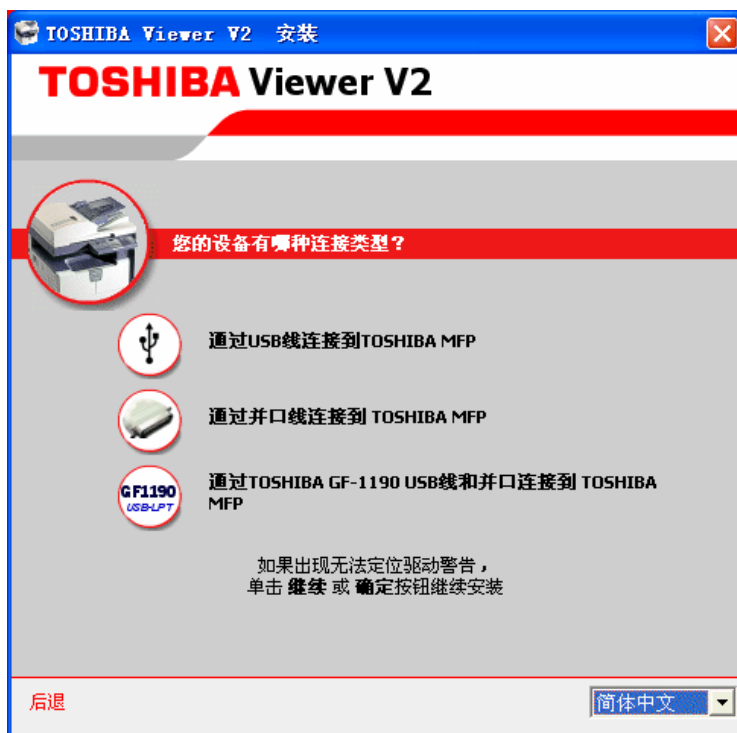 TOSHIBA Viewer V2 安装
TOSHIBA Viewer V2
您的设备有哪种连接类型？
通过USB线连接到TOSHIBA MFP
通过并口线连接到 TOSHIBA MFP
GF1190
USB-LPT
通过TOSHIBA GF-1190 USB线和并口连接到 TOSHIBA
MFP
如果出现无法定位驱动警告，
单击 继续 或 确定按钮继续安装
后退
简体中文